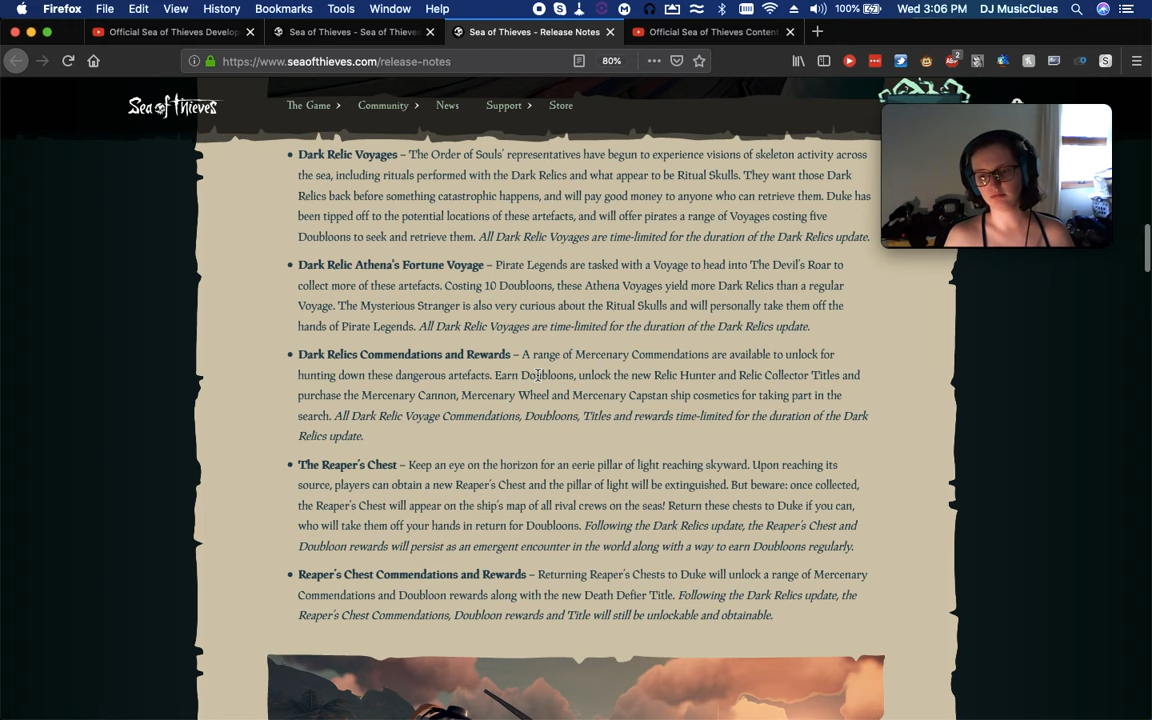 Firefox File Edit View History Bookmarks Tools Window Help 100% Wed 3:06 PM DJ MusicClues
Official Sea of Thieves Develop Sea of Thieves - Sea of Thieve Sea of Thieves - Release Notes Official Sea of Thieves Content
https://www.seaofthieves.com/release-notes 80% 2 S
Sea of Thieves The Game Community News Support Store
• Dark Relic Voyages – The Order of Souls' representatives have begun to experience visions of skeleton activity across
the sea, including rituals performed with the Dark Relics and what appear to be Ritual Skulls. They want those Dark
Relics back before something catastrophic happens, and will pay good money to anyone who can retrieve them. Duke has
been tipped off to the potential locations of these artefacts, and will offer pirates a range of Voyages costing five
Doubloons to seek and retrieve them. All Dark Relic Voyages are time-limited for the duration of the Dark Relics update.
• Dark Relic Athena's Fortune Voyage – Pirate Legends are tasked with a Voyage to head into The Devil's Roar to
collect more of these artefacts. Costing 10 Doubloons, these Athena Voyages yield more Dark Relics than a regular
Voyage. The Mysterious Stranger is also very curious about the Ritual Skulls and will personally take them off the
hands of Pirate Legends. All Dark Relic Voyages are time-limited for the duration of the Dark Relics update.
• Dark Relics Commendations and Rewards – A range of Mercenary Commendations are available to unlock for
hunting down these dangerous artefacts. Earn Doubloons, unlock the new Relic Hunter and Relic Collector Titles and
purchase the Mercenary Cannon, Mercenary Wheel and Mercenary Capstan ship cosmetics for taking part in the
search. All Dark Relic Voyage Commendations, Doubloons, Titles and rewards time-limited for the duration of the Dark
Relics update.
• The Reaper's Chest – Keep an eye on the horizon for an eerie pillar of light reaching skyward. Upon reaching its
source, players can obtain a new Reaper's Chest and the pillar of light will be extinguished. But beware: once collected,
the Reaper's Chest will appear on the ship's map of all rival crews on the seas! Return these chests to Duke if you can,
who will take them off your hands in return for Doubloons. Following the Dark Relics update, the Reaper's Chest and
Doubloon rewards will persist as an emergent encounter in the world along with a way to earn Doubloons regularly.
• Reaper's Chest Commendations and Rewards – Returning Reaper's Chests to Duke will unlock a range of Mercenary
Commendations and Doubloon rewards along with the new Death Defier Title. Following the Dark Relics update, the
Reaper's Chest Commendations, Doubloon rewards and Title will still be unlockable and obtainable.